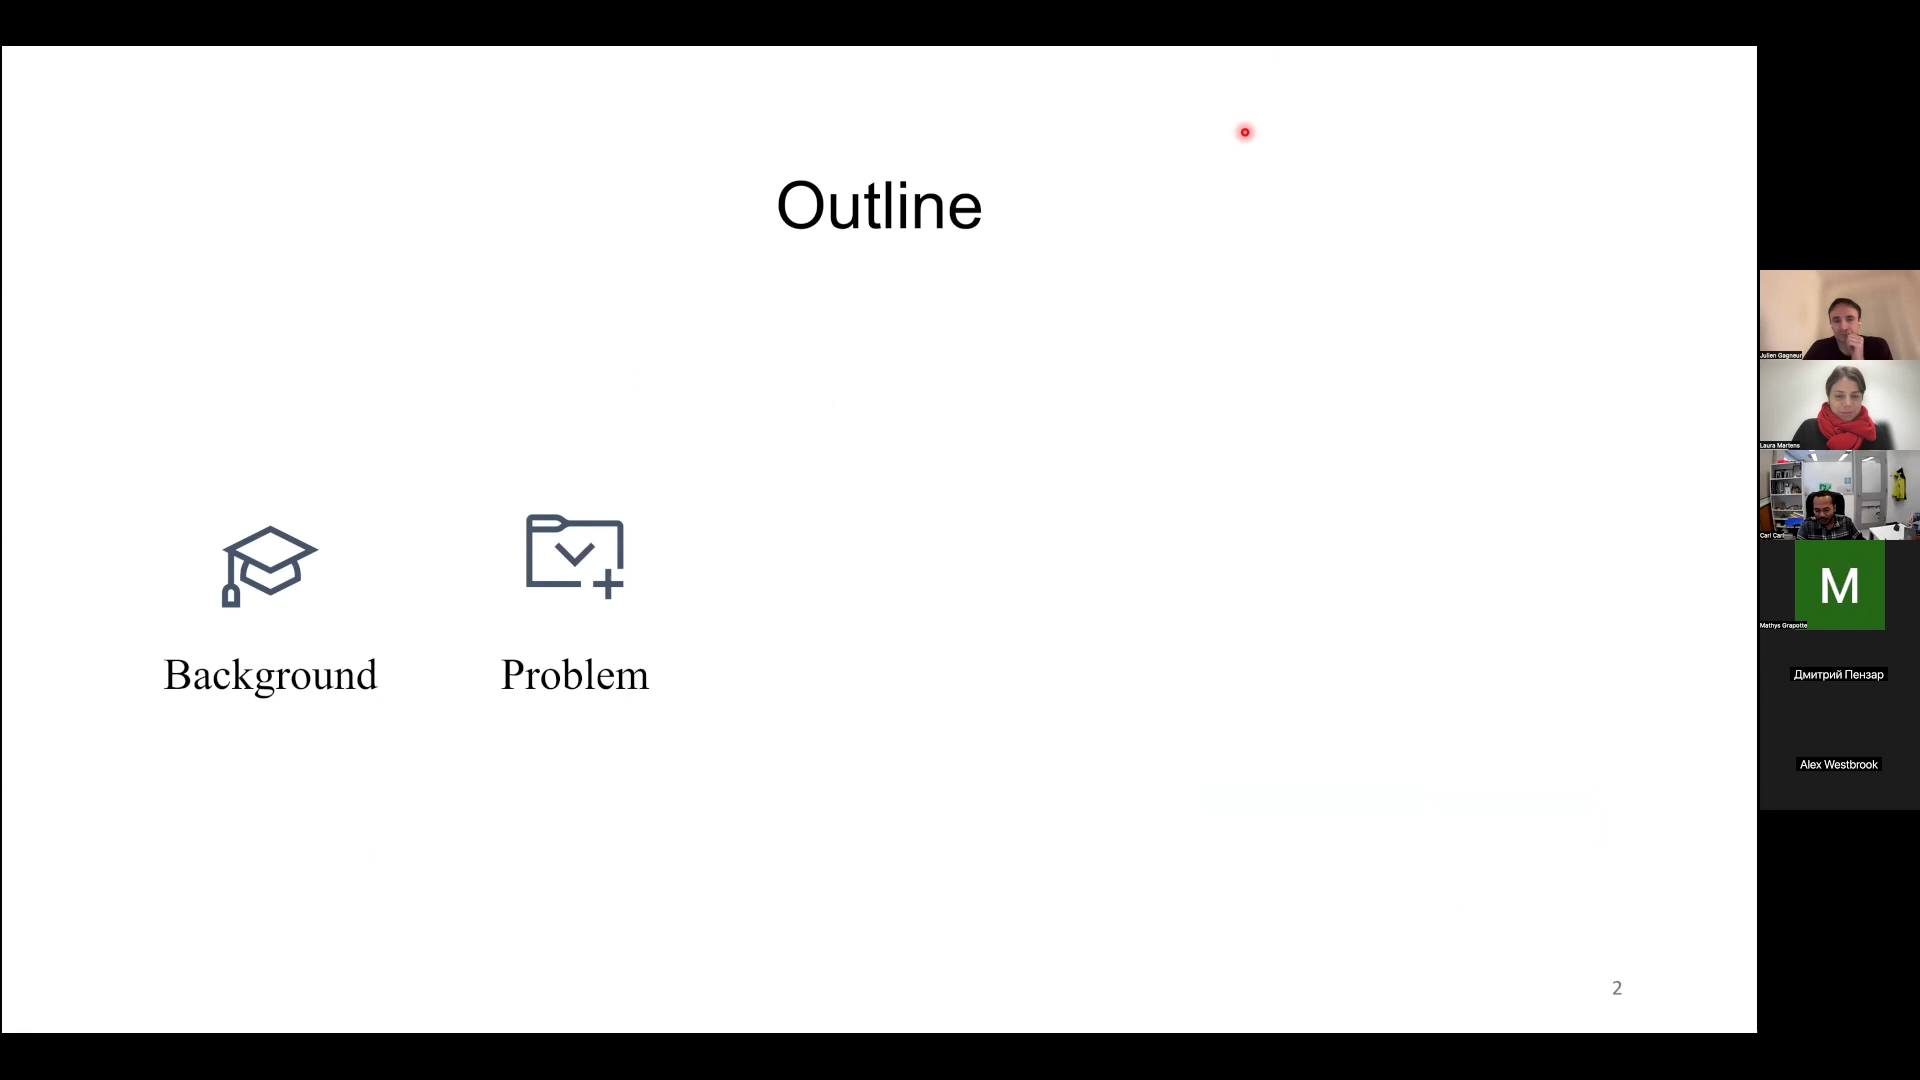 Outline
Background
Problem
2
Julien Gagneur
Laura Martens
Carl Carl
M
Mathys Grapotte
Дмитрий Пензар
Alex Westbrook